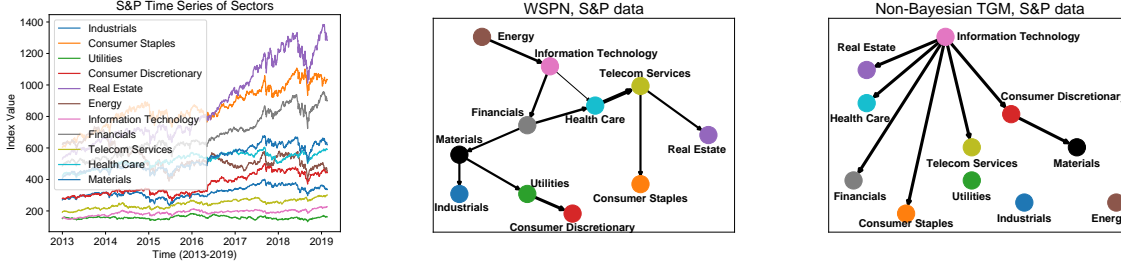 S&P Time Series of Sectors
1400
1200
1000
800
600
400
200
Index Value
Industrials
Consumer Staples
Utilities
Consumer Discretionary
Real Estate
Energy
Information Technology
Financials
Telecom Services
Health Care
Materials
2013 2014 2015 2016 2017 2018 2019
Time (2013-2019)
WSPN, S&P data
Energy
Information Technology
Telecom Services
Financials
Health Care
Materials
Real Estate
Utilities
Industrials
Consumer Staples
Consumer Discretionary
Non-Bayesian TGM, S&P data
Information Technology
Real Estate
Consumer Discretionary
Health Care
Telecom Services
Materials
Financials
Utilities
Consumer Staples
Industrials
Energ